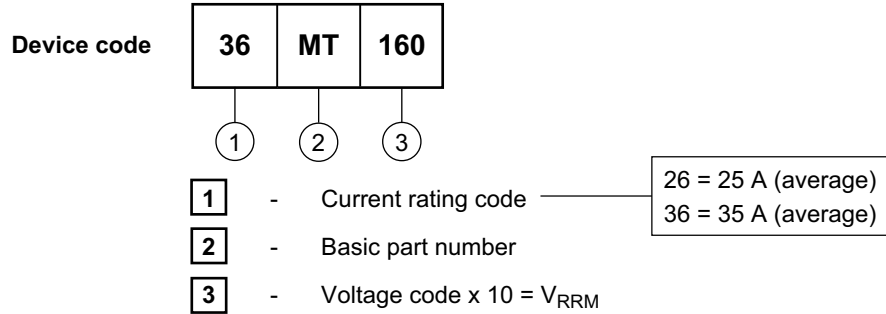 Device code 36 MT 160
1 2 3
1 - Current rating code
26 = 25 A (average)
36 = 35 A (average)
2 - Basic part number
3 - Voltage code x 10 = VRRM